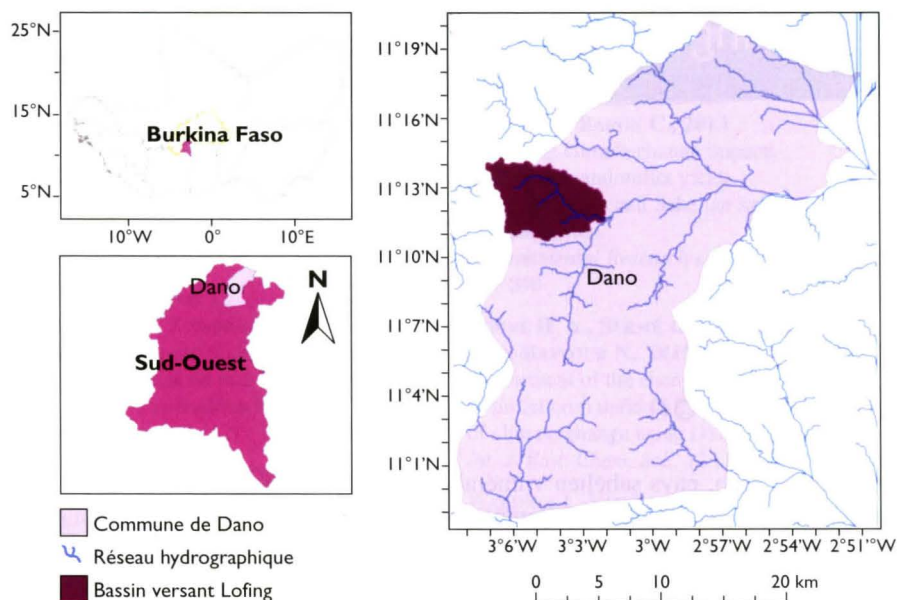 25°N
15°N
5°N
10°W 0° 10°E
Burkina Faso
Dano
N
Sud-Ouest
Commune de Dano
Réseau hydrographique
Bassin versant Lofing
11°19'N
11°16'N
11°13'N
11°10'N
11°7'N
11°4'N
11°1'N
Dano
3°6'W 3°3'W 3°W 2°57'W 2°54'W 2°51'W
0 5 10 20 km